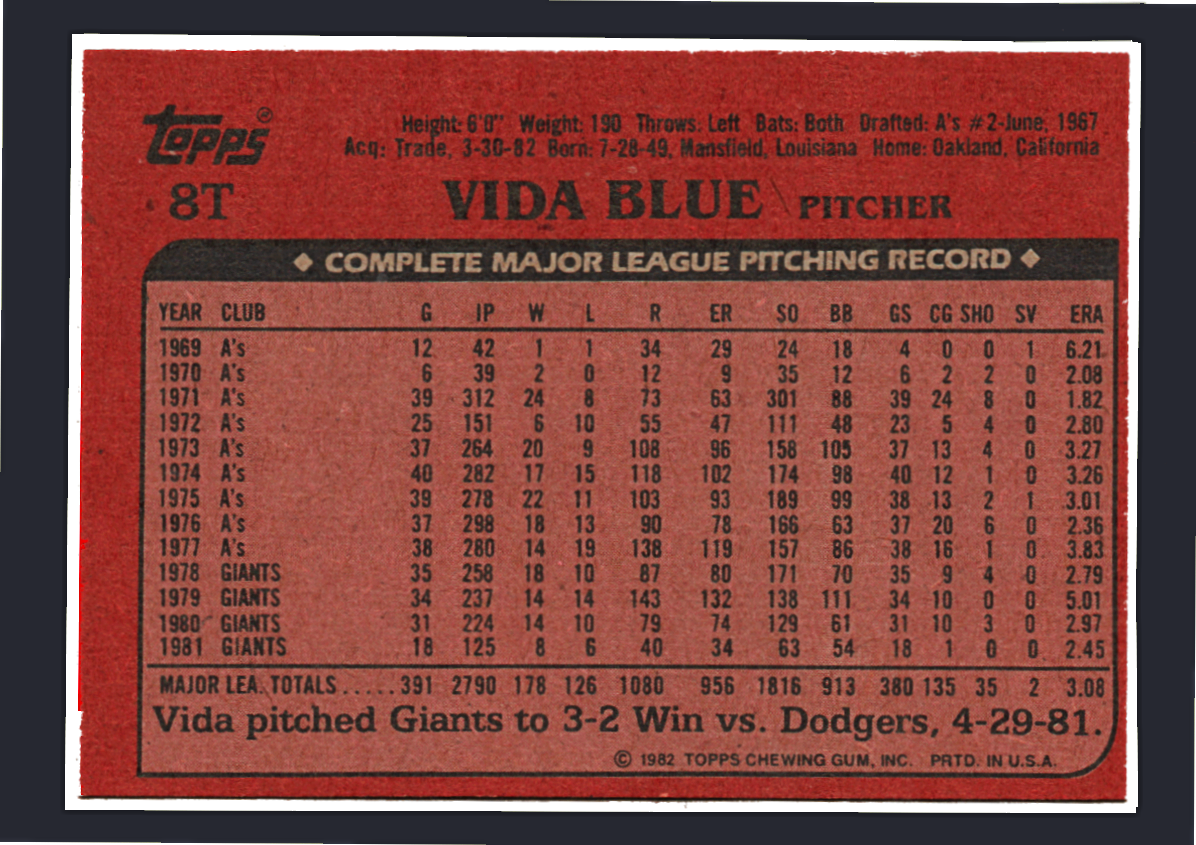 Topps®
Height: 6'0" Weight: 190 Throws: Left Bats: Both Drafted: A's #2-June, 1967
Acq: Trade, 3-30-82 Born: 7-28-49, Mansfield, Louisiana Home: Oakland, California
8T VIDA BLUE PITCHER
◆ COMPLETE MAJOR LEAGUE PITCHING RECORD ◆
YEAR CLUB G IP W L R ER SO BB GS CG SHO SV ERA
1969 A's 12 42 1 1 34 29 24 18 4 0 0 1 6.21
1970 A's 6 39 2 0 12 9 35 12 6 2 2 0 2.08
1971 A's 39 312 24 8 73 63 301 88 39 24 8 0 1.82
1972 A's 25 151 6 10 55 47 111 48 23 5 4 0 2.80
1973 A's 37 264 20 9 108 96 158 105 37 13 4 0 3.27
1974 A's 40 282 17 15 118 102 174 98 40 12 1 0 3.26
1975 A's 39 278 22 11 103 93 189 99 38 13 2 1 3.01
1976 A's 37 298 18 13 90 78 166 63 37 20 6 0 2.36
1977 A's 38 280 14 19 138 119 157 86 38 16 1 0 3.83
1978 GIANTS 35 258 18 10 87 80 171 70 35 9 4 0 2.79
1979 GIANTS 34 237 14 14 143 132 138 111 34 10 0 0 5.01
1980 GIANTS 31 224 14 10 79 74 129 61 31 10 3 0 2.97
1981 GIANTS 18 125 8 6 40 34 63 54 18 1 0 0 2.45
MAJOR LEA. TOTALS.....391 2790 178 126 1080 956 1816 913 380 135 35 2 3.08
Vida pitched Giants to 3-2 Win vs. Dodgers, 4-29-81.
© 1982 TOPPS CHEWING GUM, INC. PRTD. IN U.S.A.